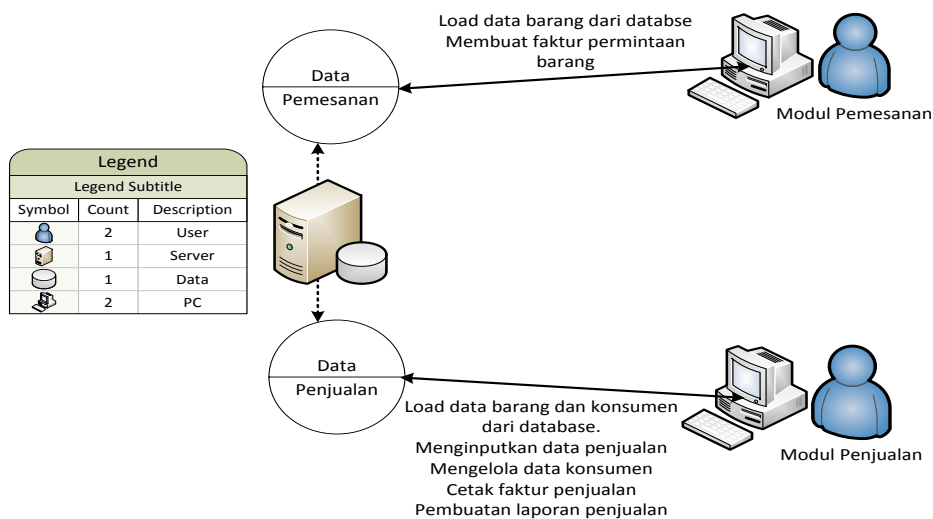 Load data barang dari databse
Membuat faktur permintaan
barang
Data
Pemesanan
Modul Pemesanan
Legend
Legend Subtitle
Symbol Count Description
2 User
1 Server
1 Data
2 PC
Data
Penjualan
Load data barang dan konsumen
dari database.
Menginputkan data penjualan
Mengelola data konsumen
Cetak faktur penjualan
Pembuatan laporan penjualan
Modul Penjualan